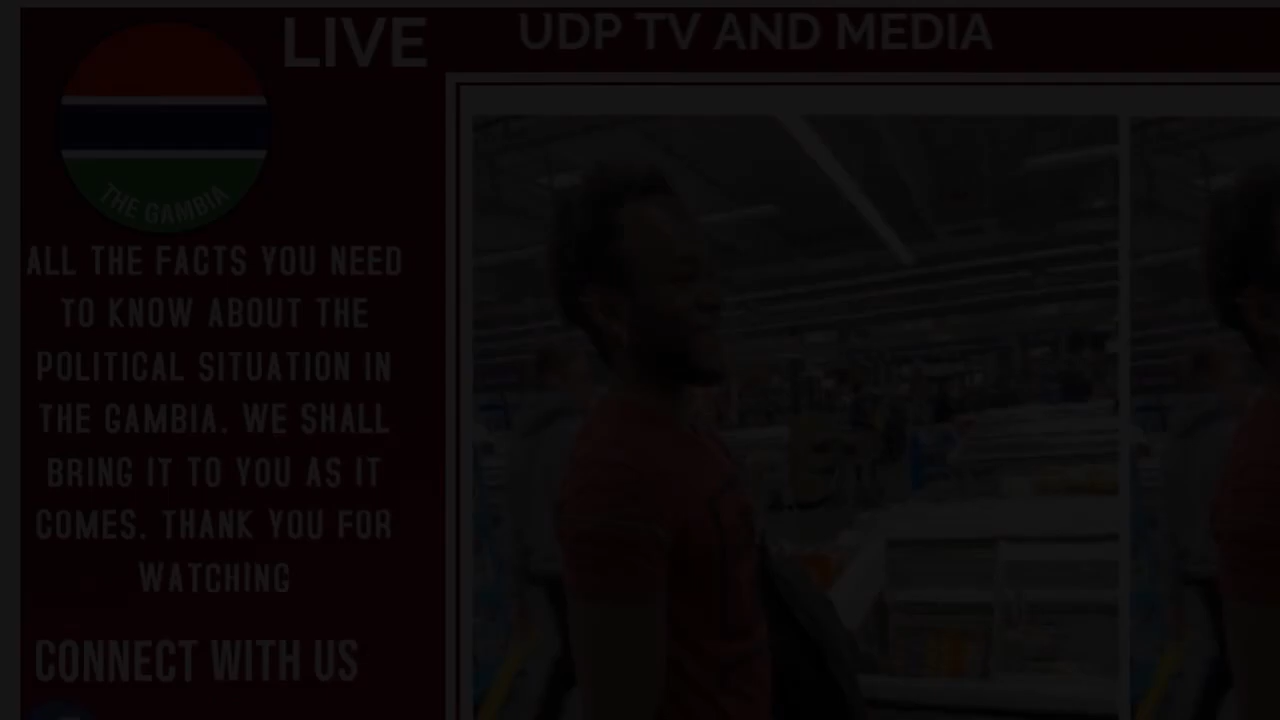 LIVE
UDP TV AND MEDIA
THE GAMBIA
ALL THE FACTS YOU NEED
TO KNOW ABOUT THE
POLITICAL SITUATION IN
THE GAMBIA. WE SHALL
BRING IT TO YOU AS IT
COMES. THANK YOU FOR
WATCHING
CONNECT WITH US